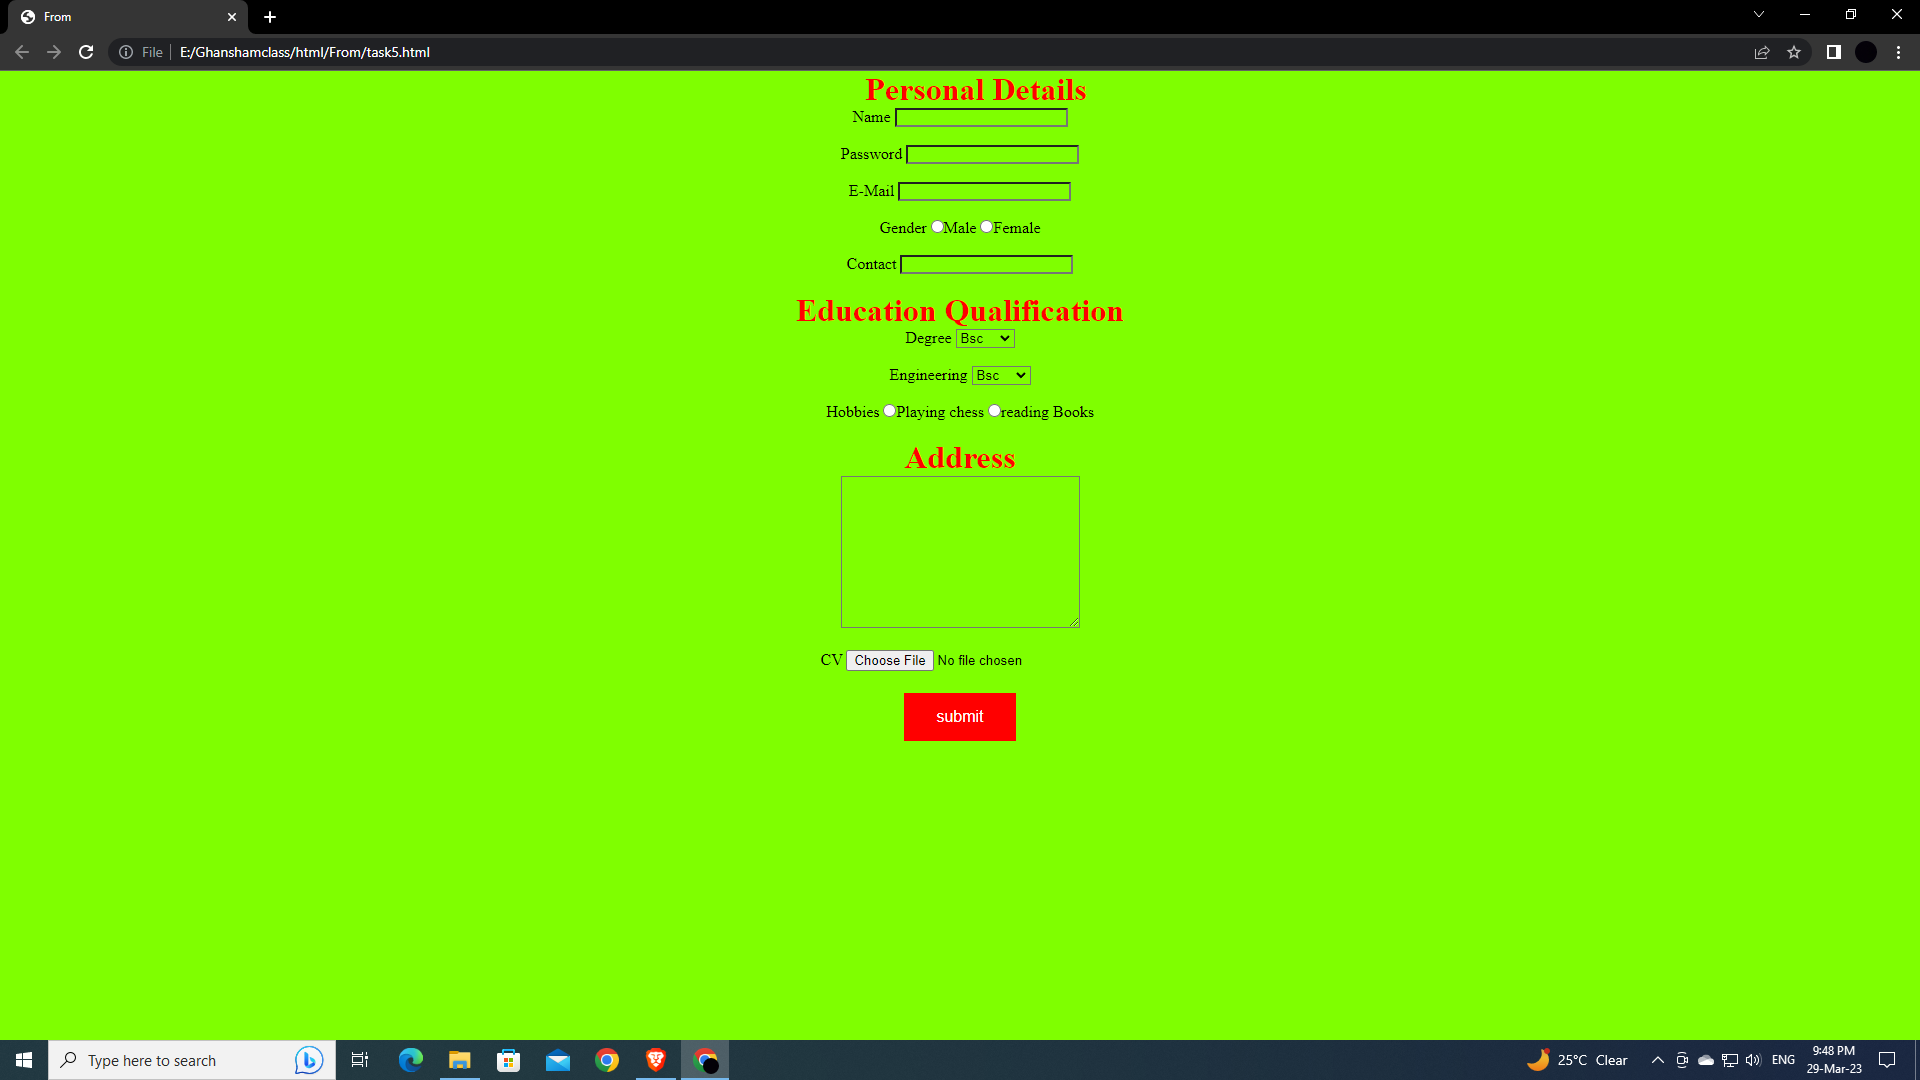 From
File E:/Ghanshamclass/html/From/task5.html
Personal Details
Name
Password
E-Mail
Gender Male Female
Contact
Education Qualification
Degree Bsc
Engineering Bsc
Hobbies Playing chess reading Books
Address
CV Choose File No file chosen
submit
Type here to search
25°C Clear
ENG
9:48 PM
29-Mar-23